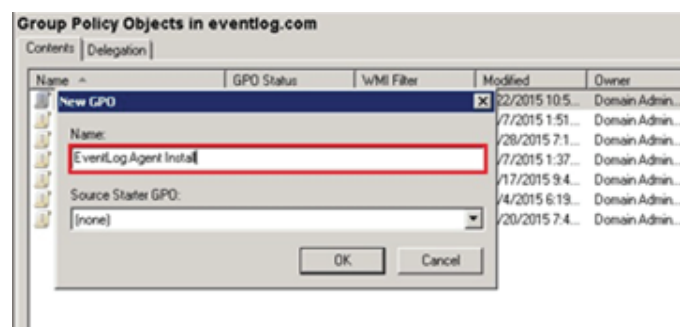 Group Policy Objects in eventlog.com
Contents Delegation
Name GPO Status WMI Filter Modified Owner
New GPO
22/2015 10:5... Domain Admin...
/7/2015 1:51... Domain Admin...
Name:
/28/2015 7:1... Domain Admin...
EventLog Agent Install
/7/2015 1:37... Domain Admin...
/17/2015 9:4... Domain Admin...
Source Starter GPO:
/4/2015 6:19... Domain Admin...
(none)
/20/2015 7:4... Domain Admin...
OK Cancel